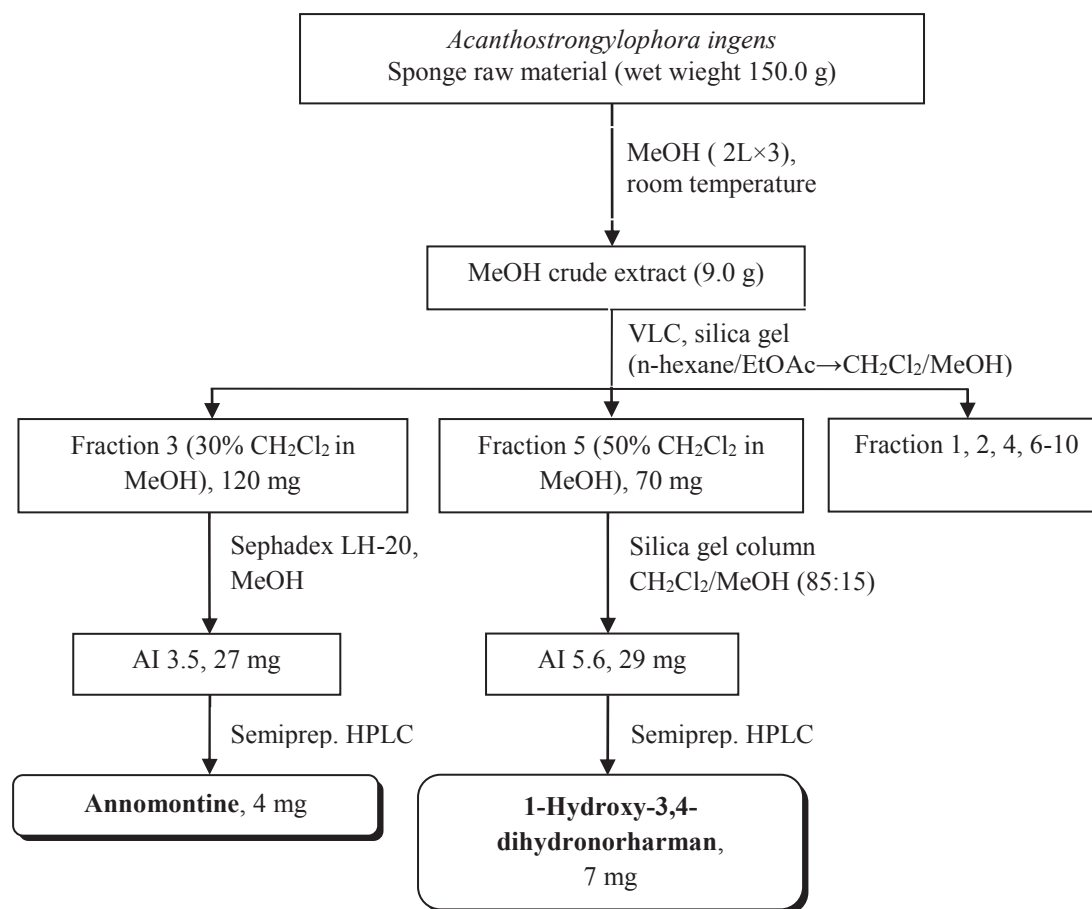 Acanthostrongylophora ingens
Sponge raw material (wet wieght 150.0 g)
MeOH ( 2L×3),
room temperature
MeOH crude extract (9.0 g)
VLC, silica gel
(n-hexane/EtOAc→CH₂Cl₂/MeOH)
Fraction 3 (30% CH₂Cl₂ in
MeOH), 120 mg
Fraction 5 (50% CH₂Cl₂ in
MeOH), 70 mg
Fraction 1, 2, 4, 6-10
Sephadex LH-20,
MeOH
Silica gel column
CH₂Cl₂/MeOH (85:15)
AI 3.5, 27 mg
AI 5.6, 29 mg
Semiprep. HPLC
Semiprep. HPLC
Annomontine, 4 mg
1-Hydroxy-3,4-
dihydronorharman,
7 mg